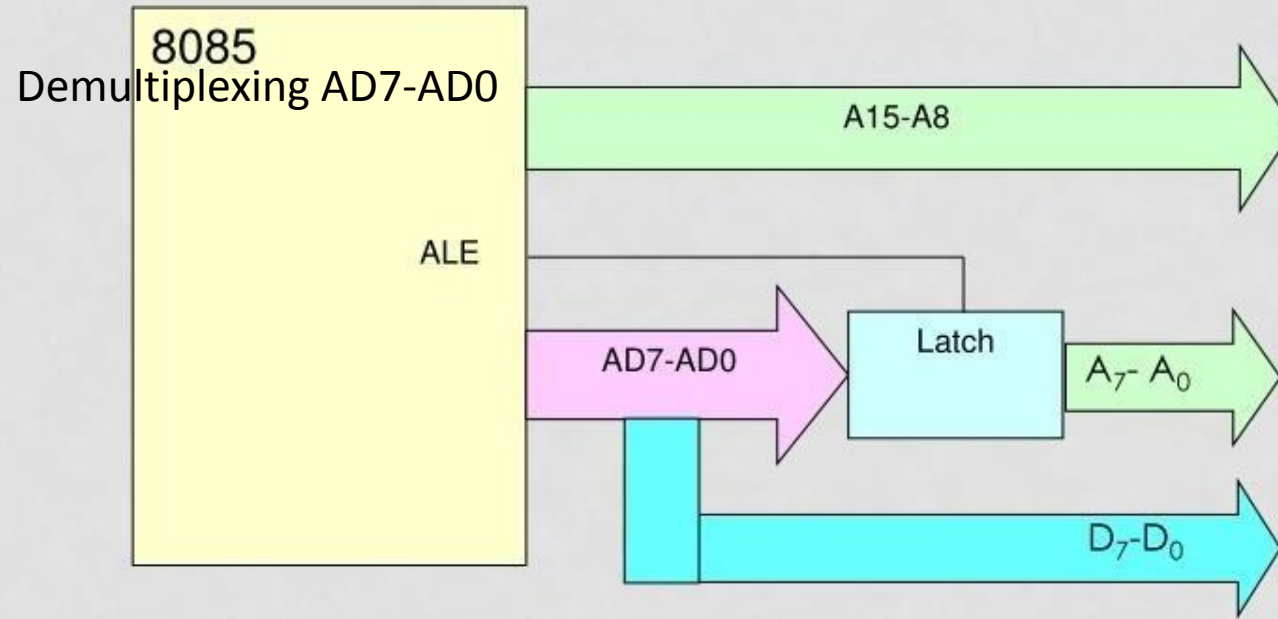 8085
Demultiplexing AD7-AD0
A15-A8
ALE
Latch
AD7-AD0
A₇- A₀
D₇-D₀